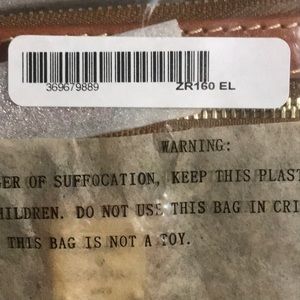 369679889 ZR160 EL
WARNING:
GER OF SUFFOCATION, KEEP THIS PLAST
HILDREN. DO NOT USE THIS BAG IN CRI
THIS BAG IS NOT A TOY.